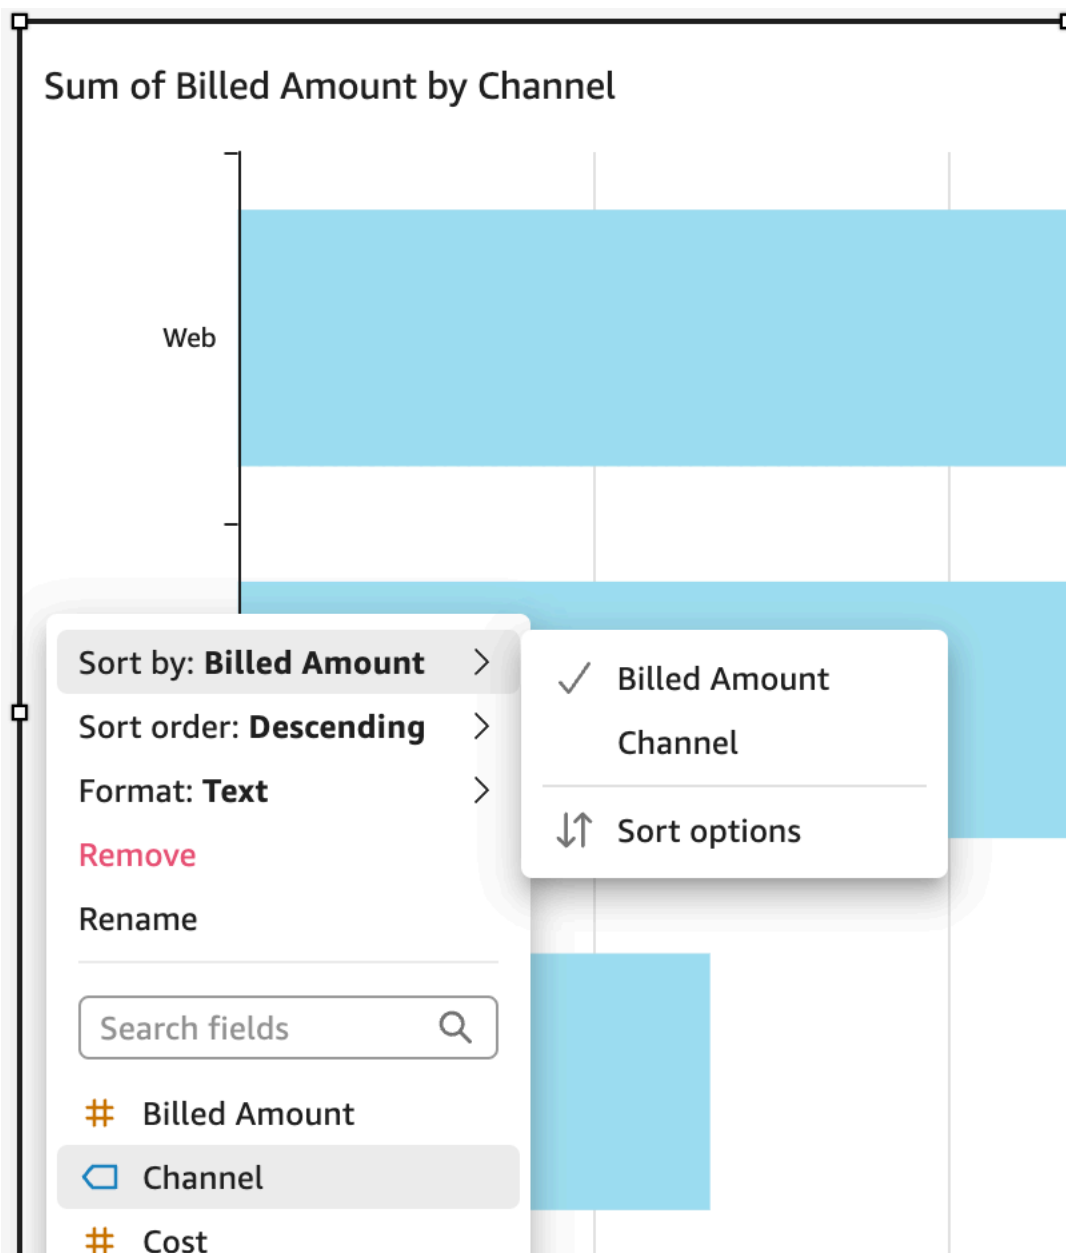 Sum of Billed Amount by Channel
Web
Sort by: Billed Amount
Sort order: Descending
Format: Text
Remove
Rename
Search fields
Billed Amount
Channel
Cost
Billed Amount
Channel
Sort options